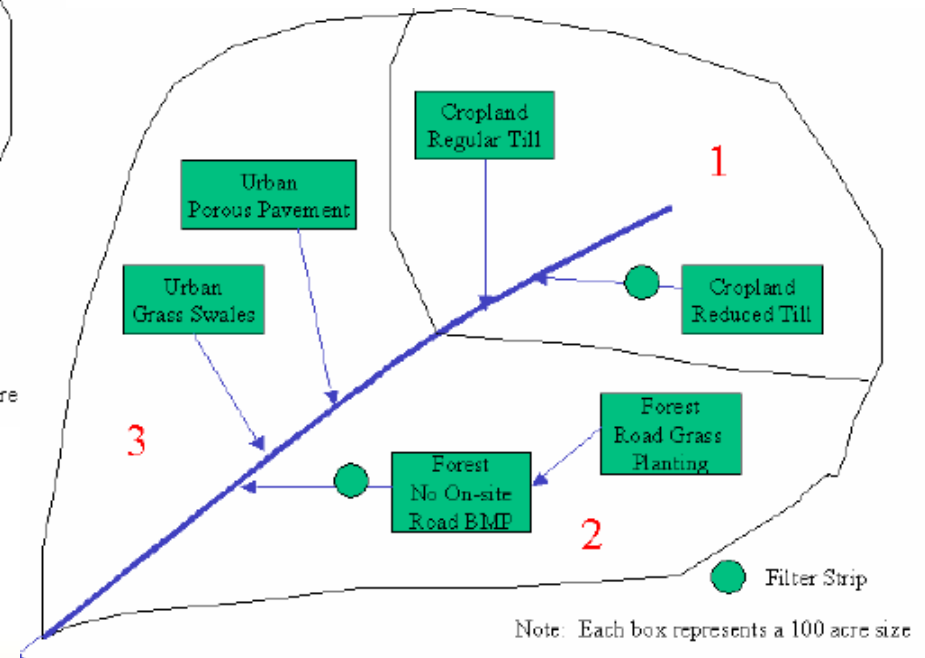 Cropland
Regular Till
1
Urban
Porous Pavement
Urban
Grass Swales
Cropland
Reduced Till
re
3
Forest
Road Grass
Planting
Forest
No On-site
Road BMP
2
Filter Strip
Note: Each box represents a 100 acre size